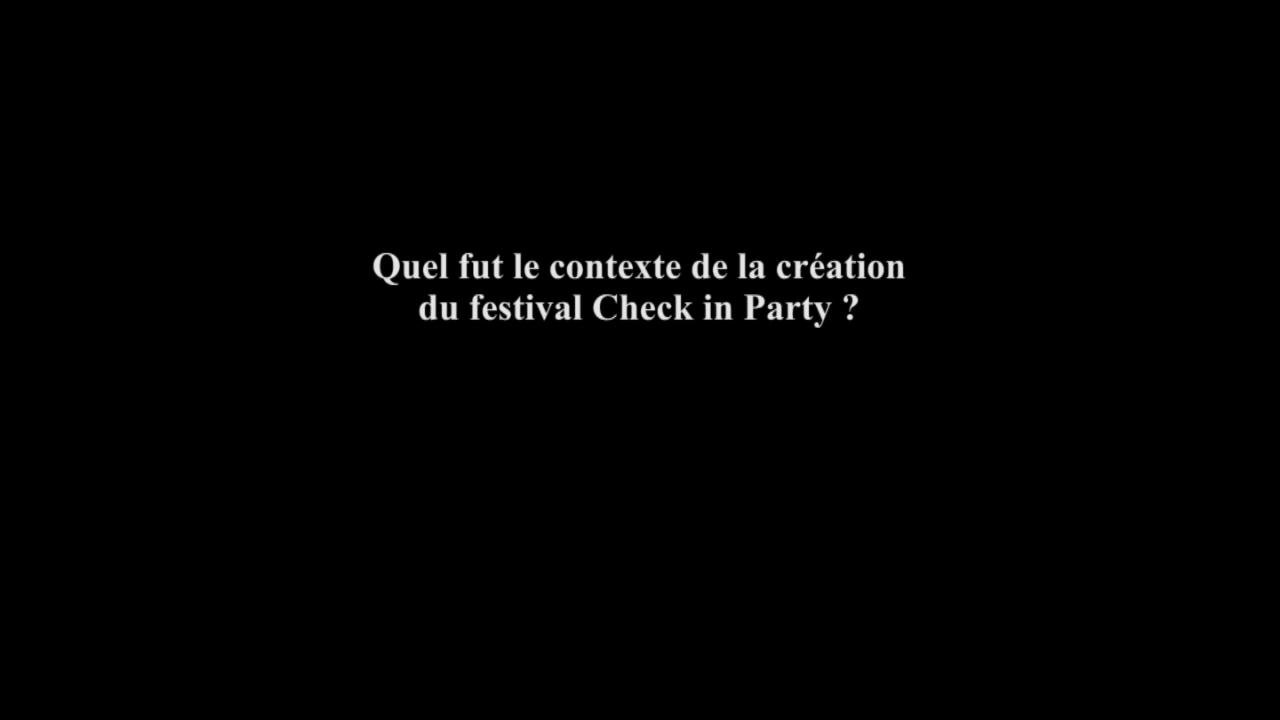 Quel fut le contexte de la création
du festival Check in Party ?